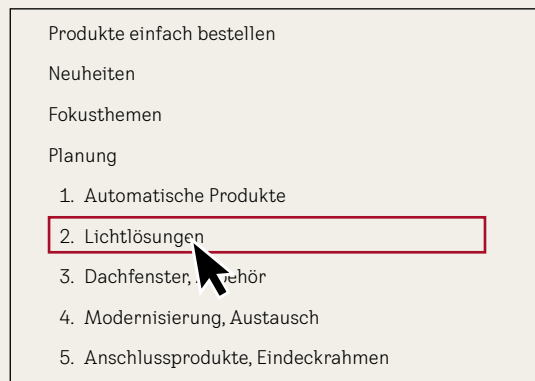 Produkte einfach bestellen
Neuheiten
Fokusthemen
Planung
1. Automatische Produkte
2. Lichtlösungen
3. Dachfenster,
4. Modernisierung, Austausch
5. Anschlussprodukte, Eindeckrahmen